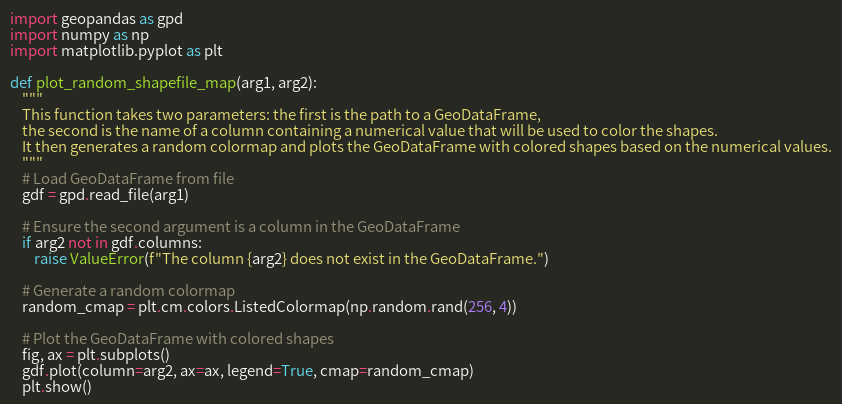 import geopandas as gpd
import numpy as np
import matplotlib.pyplot as plt
def plot_random_shapefile_map(arg1, arg2):
"""
This function takes two parameters: the first is the path to a GeoDataFrame,
the second is the name of a column containing a numerical value that will be used to color the shapes.
It then generates a random colormap and plots the GeoDataFrame with colored shapes based on the numerical values.
"""
# Load GeoDataFrame from file
gdf = gpd.read_file(arg1)
# Ensure the second argument is a column in the GeoDataFrame
if arg2 not in gdf.columns:
raise ValueError(f"The column {arg2} does not exist in the GeoDataFrame.")
# Generate a random colormap
random_cmap = plt.cm.colors.ListedColormap(np.random.rand(256, 4))
# Plot the GeoDataFrame with colored shapes
fig, ax = plt.subplots()
gdf.plot(column=arg2, ax=ax, legend=True, cmap=random_cmap)
plt.show()